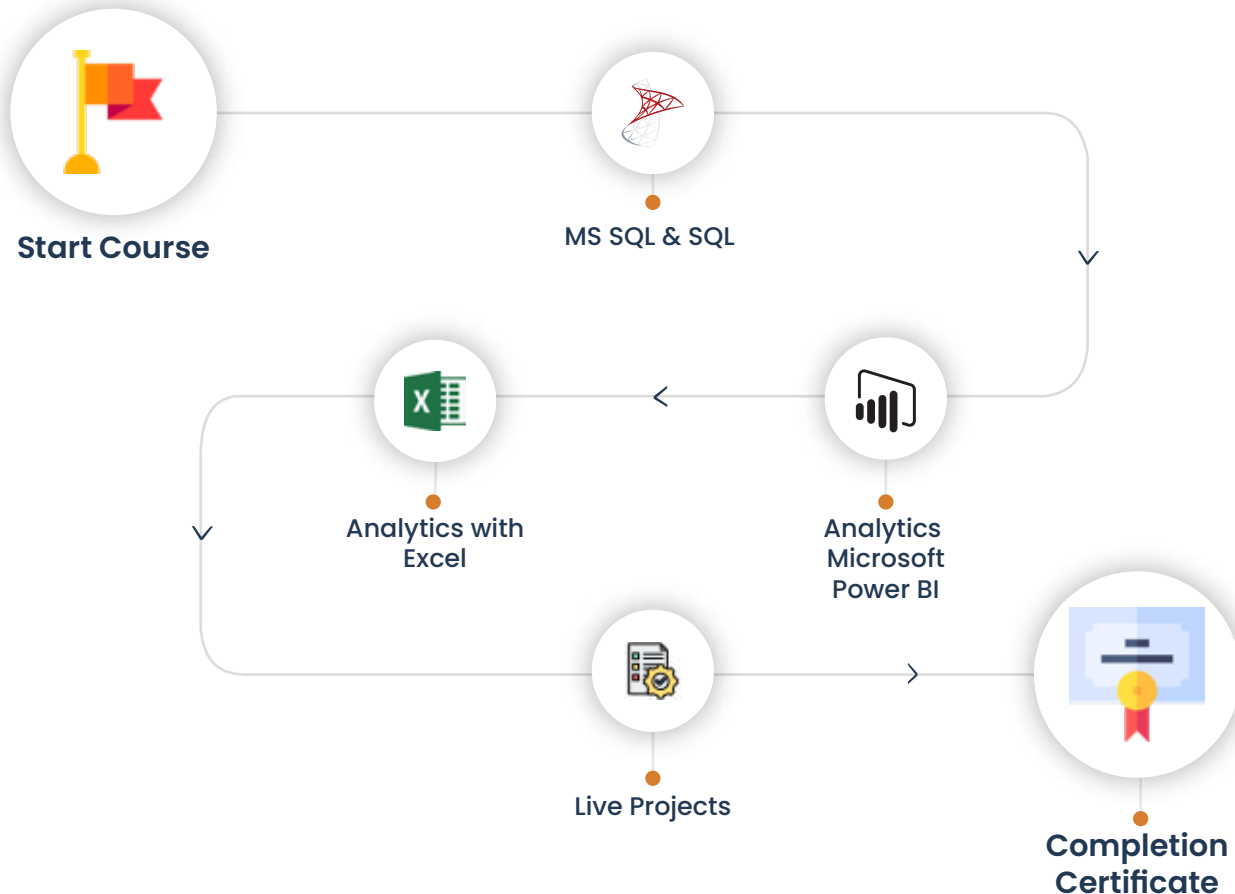 Start Course
MS SQL & SQL
Analytics
Microsoft
Power BI
X
Analytics with
Excel
Live Projects
Completion
Certificate